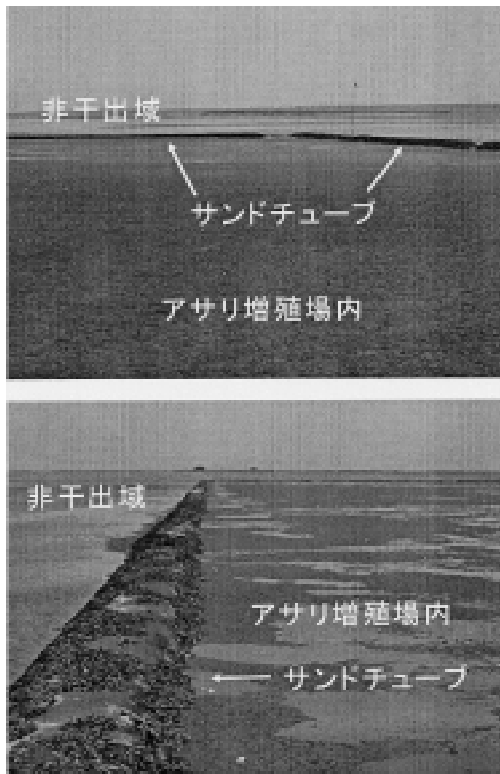 非干出域
サンドチューブ
アサリ増殖場内
非干出域
アサリ増殖場内
サンドチューブ